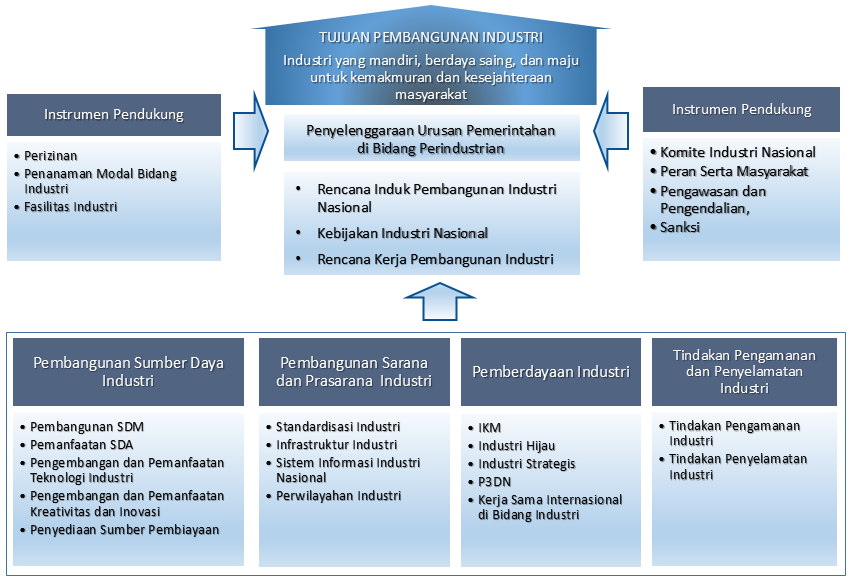 TUJUAN PEMBANGUNAN INDUSTRI
Industri yang mandiri, berdaya saing, dan maju
untuk kemakmuran dan kesejahteraan
masyarakat
Instrumen Pendukung
• Perizinan
• Penanaman Modal Bidang
Industri
• Fasilitas Industri
Penyelenggaraan Urusan Pemerintahan
di Bidang Perindustrian
• Rencana Induk Pembangunan Industri
Nasional
• Kebijakan Industri Nasional
• Rencana Kerja Pembangunan Industri
Instrumen Pendukung
• Komite Industri Nasional
• Peran Serta Masyarakat
• Pengawasan dan
Pengendalian,
• Sanksi
Pembangunan Sumber Daya
Industri
• Pembangunan SDM
• Pemanfaatan SDA
• Pengembangan dan Pemanfaatan
Teknologi Industri
• Pengembangan dan Pemanfaatan
Kreativitas dan Inovasi
• Penyediaan Sumber Pembiayaan
Pembangunan Sarana
dan Prasarana Industri
• Standardisasi Industri
• Infrastruktur Industri
• Sistem Informasi Industri
Nasional
• Perwilayahan Industri
Pemberdayaan Industri
• IKM
• Industri Hijau
• Industri Strategis
• P3DN
• Kerja Sama Internasional
di Bidang Industri
Tindakan Pengamanan
dan Penyelamatan
Industri
• Tindakan Pengamanan
Industri
• Tindakan Penyelamatan
Industri